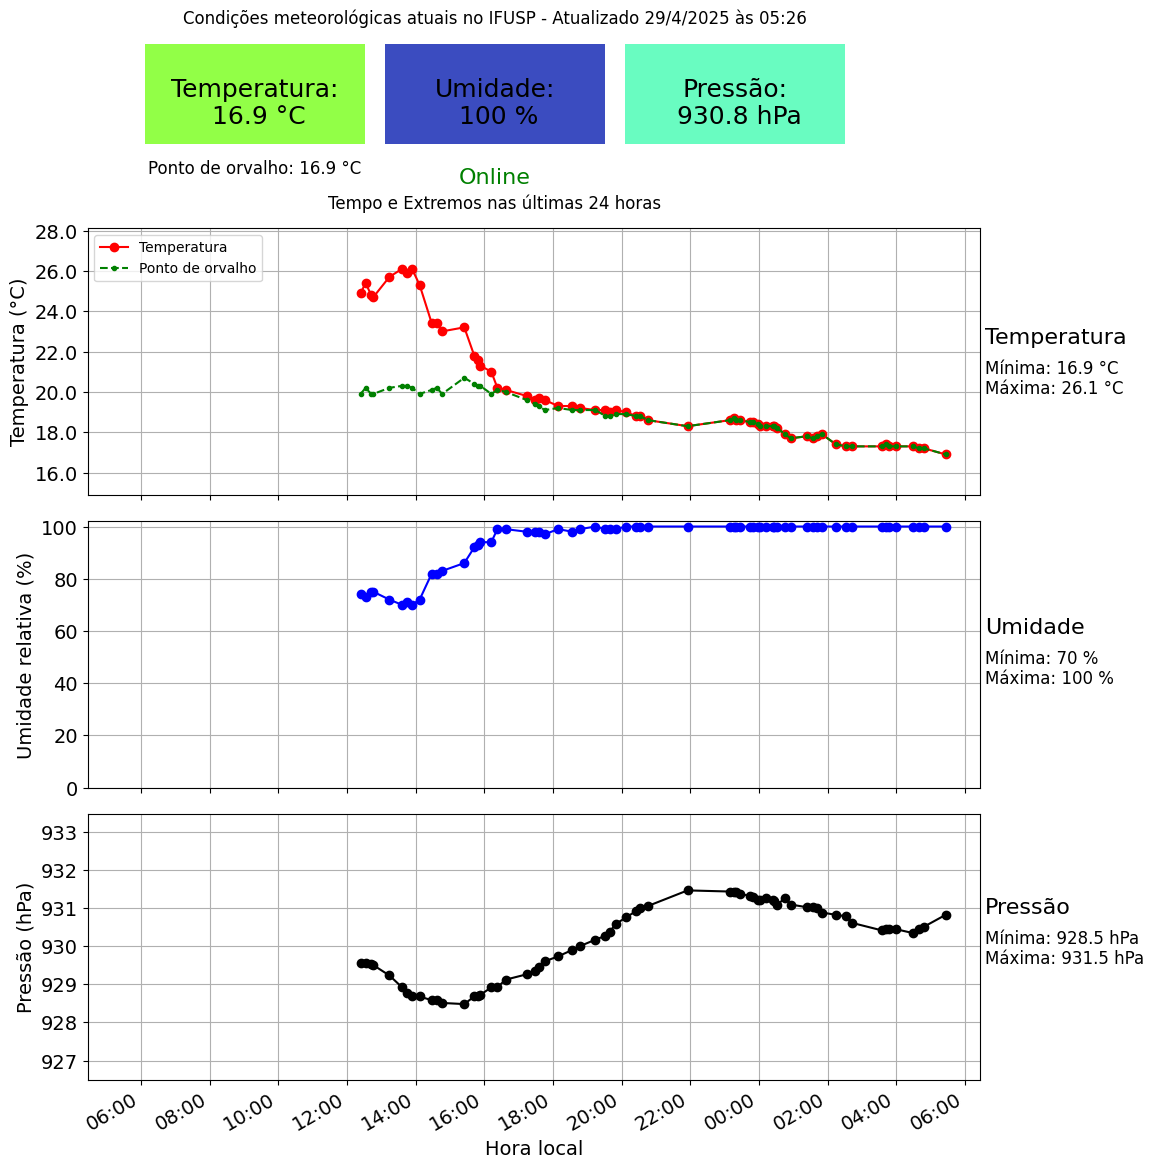 Condições meteorológicas atuais no IFUSP - Atualizado 29/4/2025 às 05:26
Temperatura:
16.9 °C
Umidade:
100 %
Pressão:
930.8 hPa
Ponto de orvalho: 16.9 °C
Online
Tempo e Extremos nas últimas 24 horas
28.0
26.0
24.0
22.0
20.0
18.0
16.0
Temperatura (°C)
Temperatura
Ponto de orvalho
Temperatura
Mínima: 16.9 °C
Máxima: 26.1 °C
100
80
60
40
20
0
Umidade relativa (%)
Umidade
Mínima: 70 %
Máxima: 100 %
933
932
931
930
929
928
927
Pressão (hPa)
Pressão
Mínima: 928.5 hPa
Máxima: 931.5 hPa
06:00
08:00
10:00
12:00
14:00
16:00
18:00
20:00
22:00
00:00
02:00
04:00
06:00
Hora local